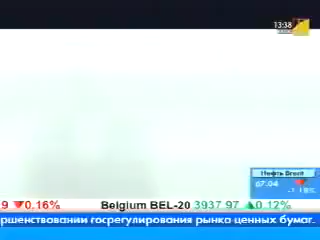 13:38
Нефть Brent
67.04
9 0.16% Belgium BEL-20 3937 97 0.12%
ршенствовании госрегулирования рынка ценных бумаг.